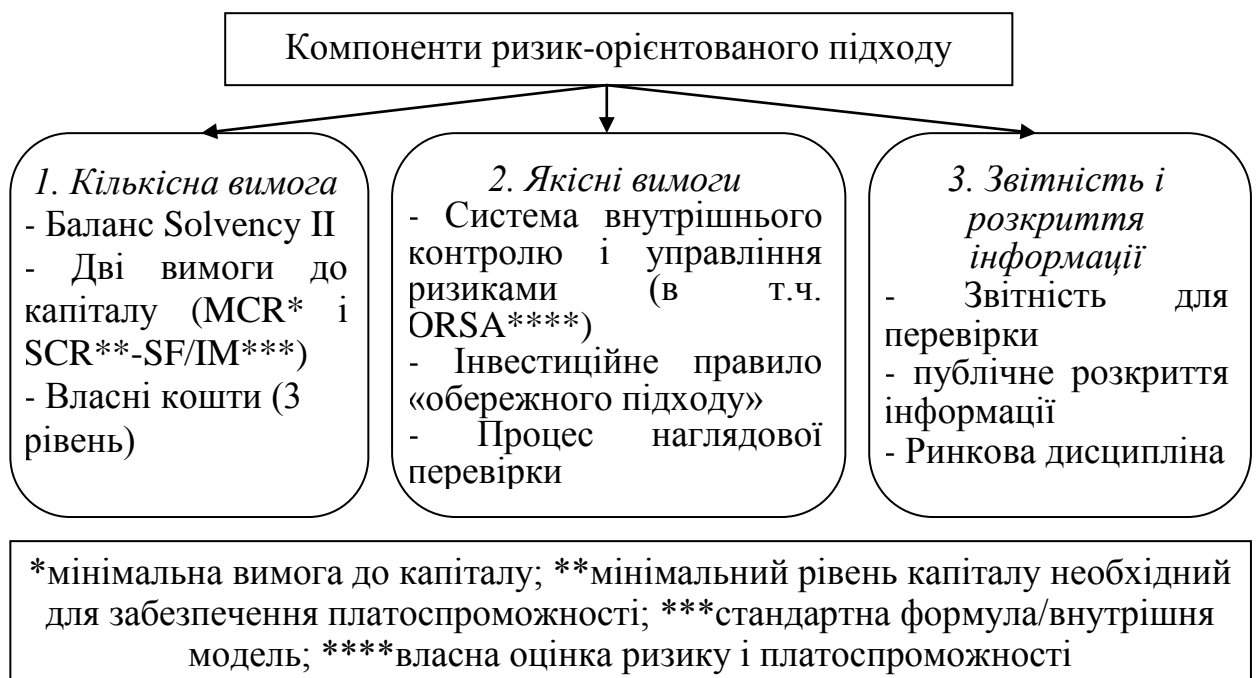 Компоненти ризик-орієнтованого підходу
1. Кількісна вимога
- Баланс Solvency II
- Дві вимоги до
капіталу (MCR* і
SCR**-SF/IM***)
- Власні кошти (3
рівень)
2. Якісні вимоги
- Система внутрішнього
контролю і управління
ризиками (в т.ч.
ORSA****)
- Інвестиційне правило
«обережного підходу»
- Процес наглядової
перевірки
3. Звітність і
розкриття
інформації
- Звітність для
перевірки
- публічне розкриття
інформації
- Ринкова дисципліна
*мінімальна вимога до капіталу; **мінімальний рівень капіталу необхідний
для забезпечення платоспроможності; ***стандартна формула/внутрішня
модель; ****власна оцінка ризику і платоспроможності